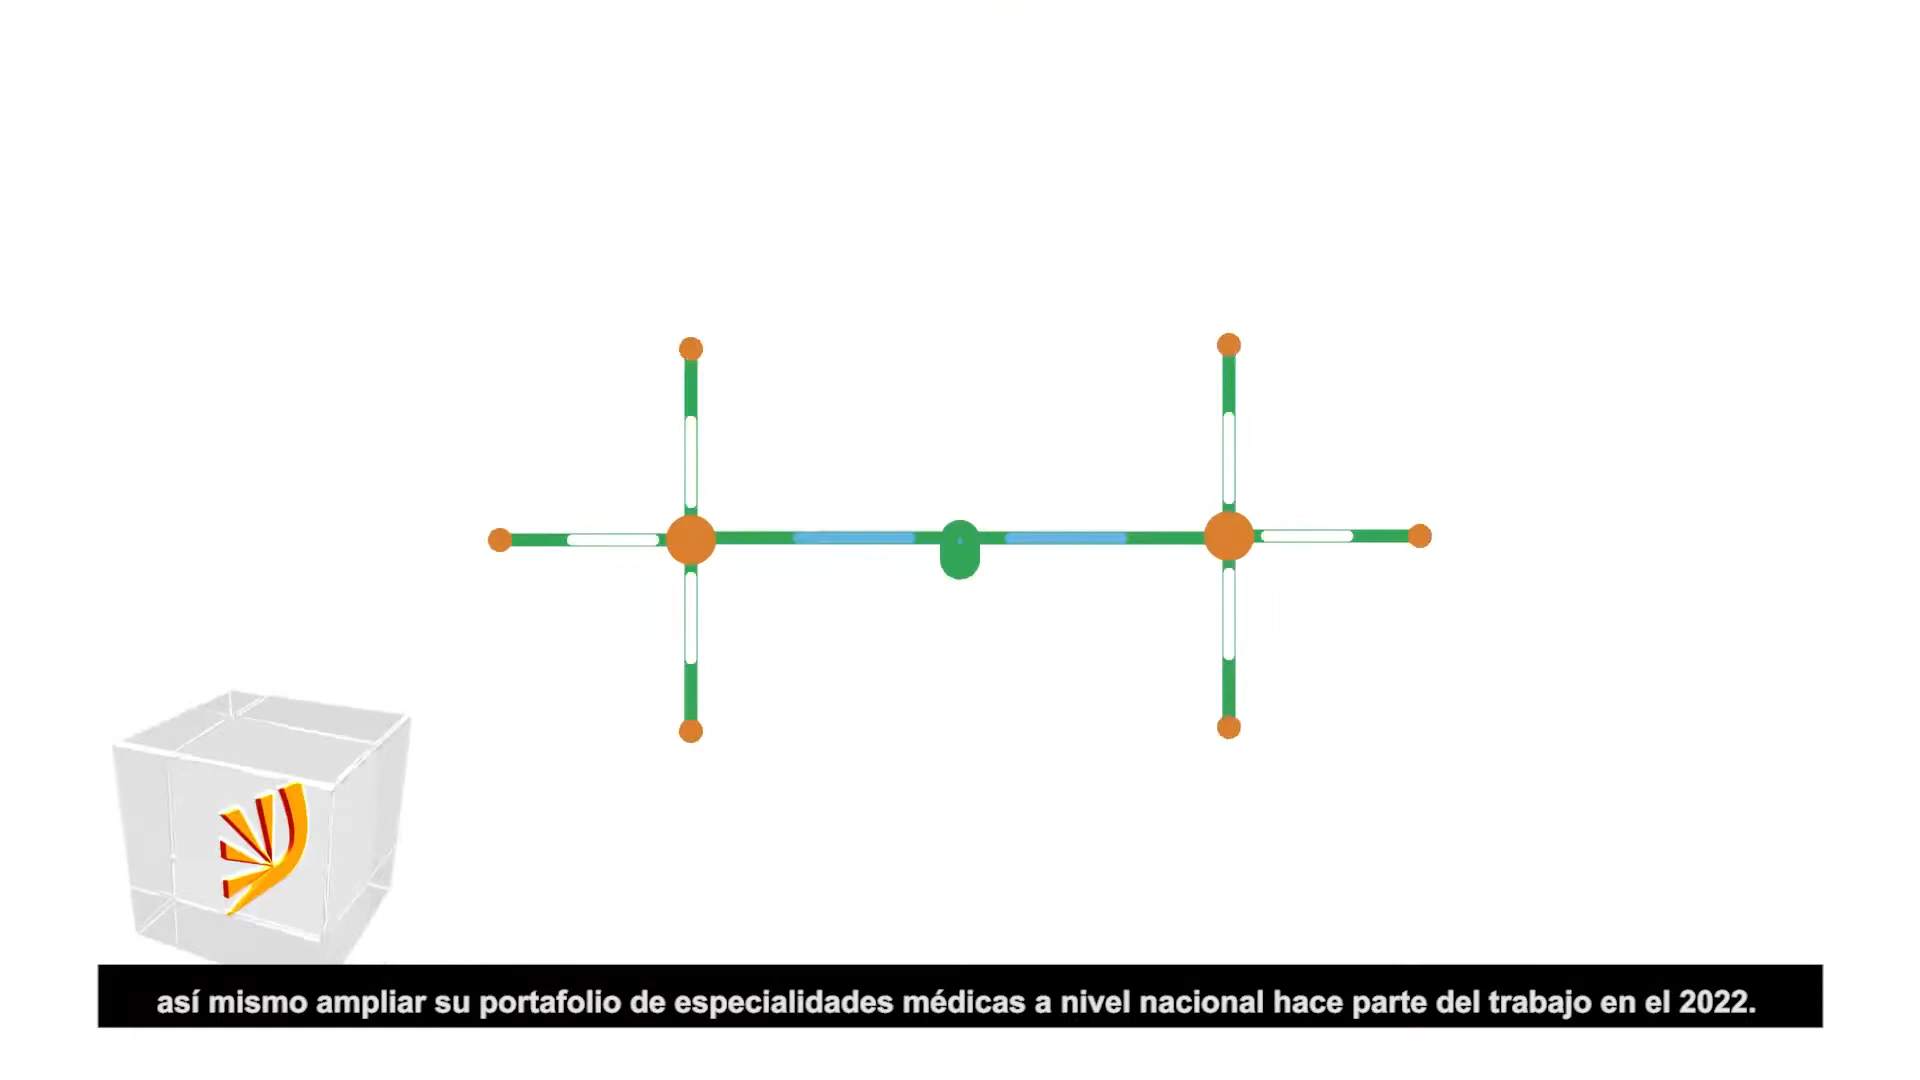 así mismo ampliar su portafolio de especialidades médicas a nivel nacional hace parte del trabajo en el 2022.